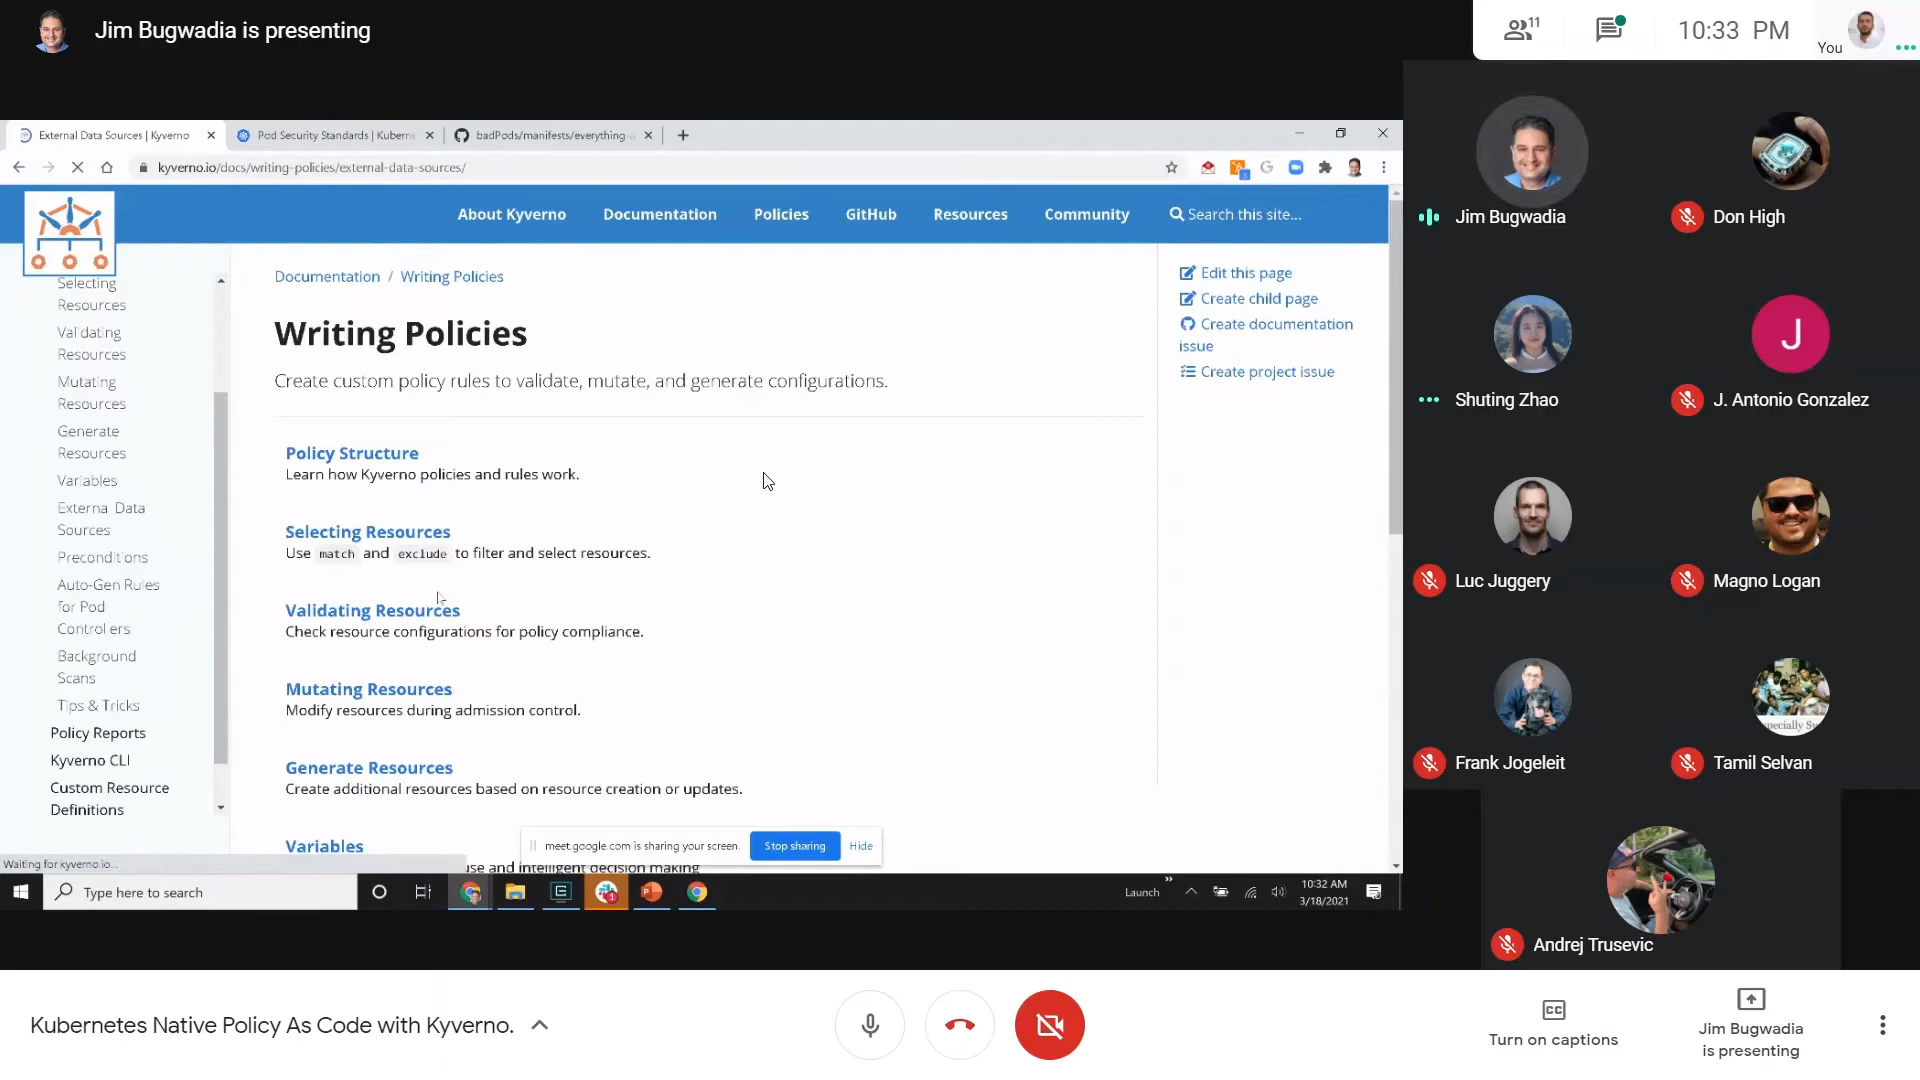 Jim Bugwadia is presenting
11
10:33 PM
You
External Data Sources | Kyverno
Pod Security Standards | Kuberne
badPods/manifests/everything-a
kyverno.io/docs/writing-policies/external-data-sources/
About Kyverno
Documentation
Policies
GitHub
Resources
Community
Search this site...
Selecting
Resources
Validating
Resources
Mutating
Resources
Generate
Resources
Variables
External Data
Sources
Preconditions
Auto-Gen Rules
for Pod
Controllers
Background
Scans
Tips & Tricks
Policy Reports
Kyverno CLI
Custom Resource
Definitions
Documentation / Writing Policies
Writing Policies
Create custom policy rules to validate, mutate, and generate configurations.
Policy Structure
Learn how Kyverno policies and rules work.
Selecting Resources
Use match and exclude to filter and select resources.
Validating Resources
Check resource configurations for policy compliance.
Mutating Resources
Modify resources during admission control.
Generate Resources
Create additional resources based on resource creation or updates.
Variables
use and intelligent decision making
Edit this page
Create child page
Create documentation
issue
Create project issue
meet.google.com is sharing your screen.
Stop sharing
Hide
Waiting for kyverno.io...
Type here to search
1
Launch
10:32 AM
3/18/2021
Jim Bugwadia
Don High
Shuting Zhao
J
J. Antonio Gonzalez
Luc Juggery
Magno Logan
Frank Jogeleit
Tamil Selvan
Andrej Trusevic
Kubernetes Native Policy As Code with Kyverno.
Turn on captions
Jim Bugwadia
is presenting